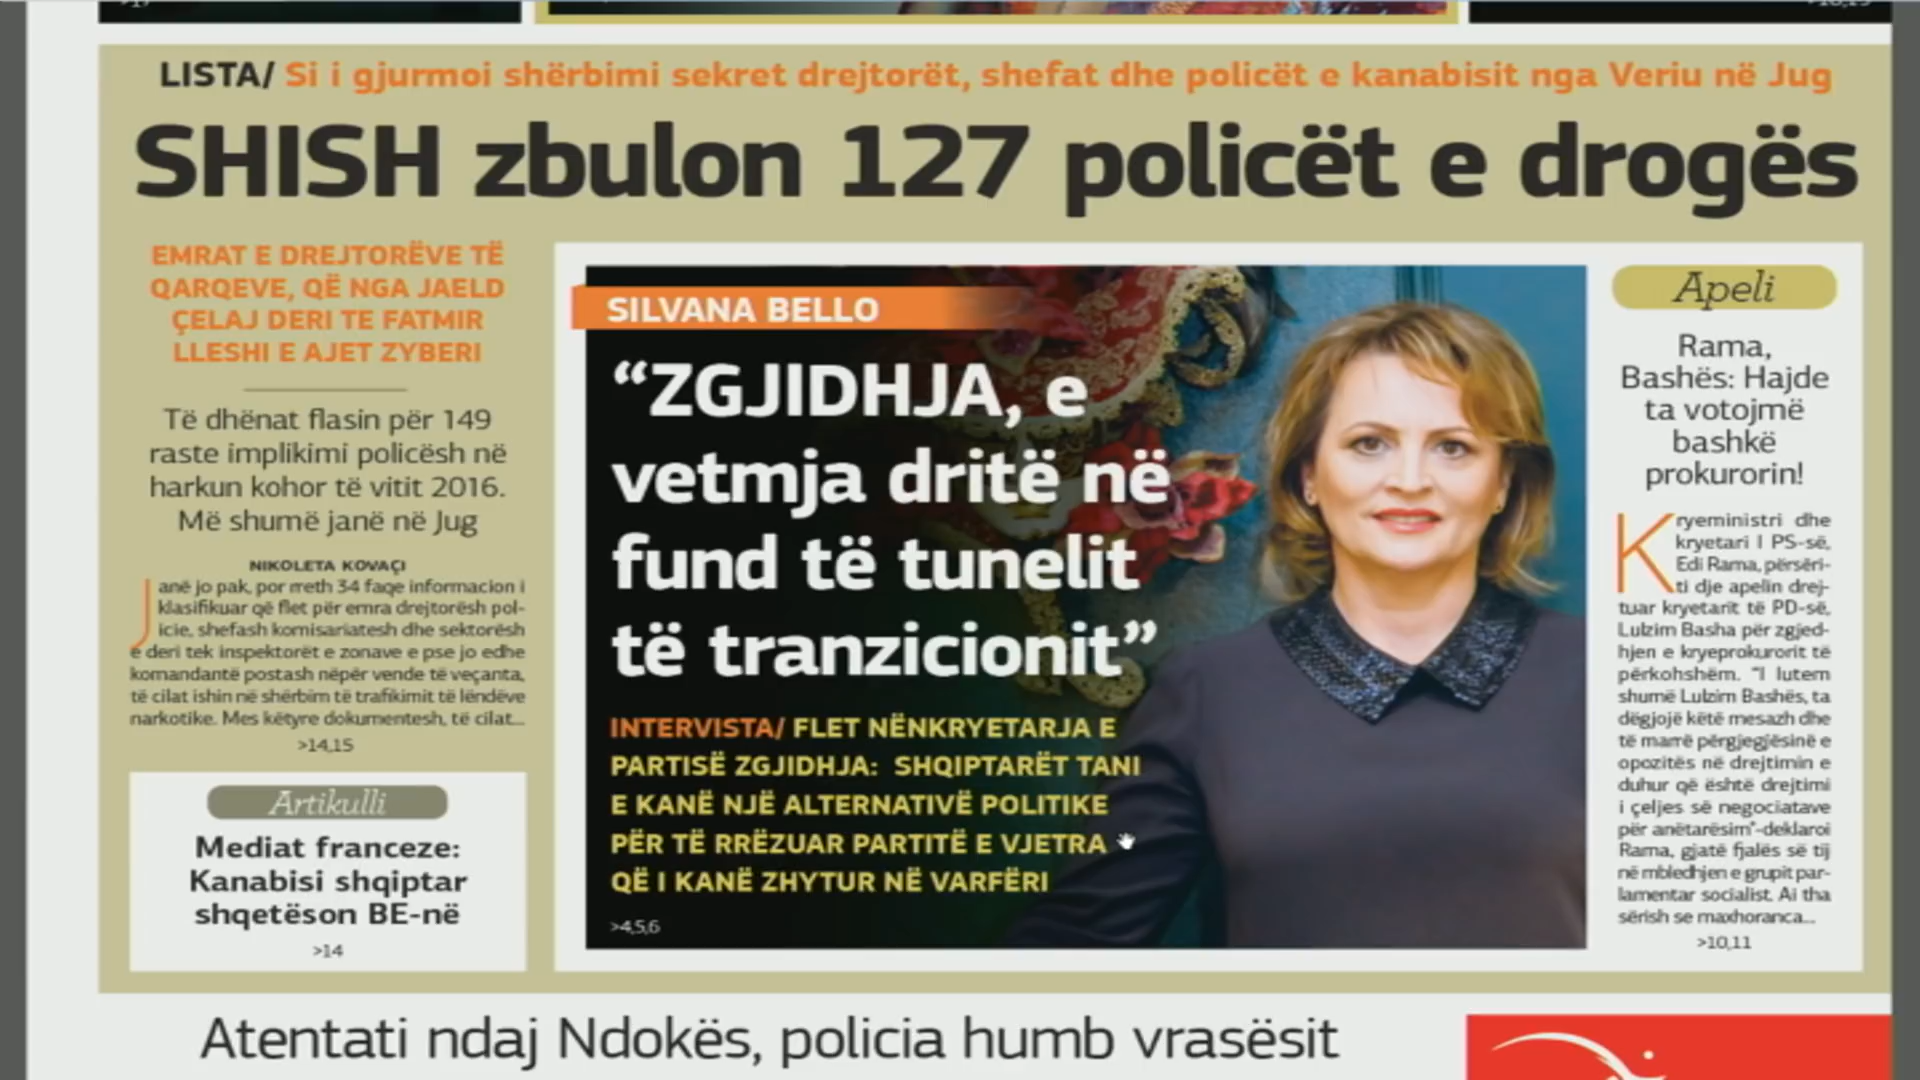 LISTA/ Si i gjurmoi shërbimi sekret drejtorët, shefat dhe policët e kanabisit nga Veriu në Jug
SHISH zbulon 127 policët e drogës
EMRAT E DREJTORËVE TË
QARQEVE, QË NGA JAELD
ÇELAJ DERI TE FATMIR
LLESHI E AJET ZYBERI
Të dhënat flasin për 149
raste implikimi policësh në
harkun kohor të vitit 2016.
Më shumë janë në Jug
NIKOLETA KOVAÇI
Janë jo pak, por rreth 34 faqe informacion i
klasifikuar që flet për emra drejtorësh pol-
icie, shefash komisariatesh dhe sektorësh
e deri tek inspektorët e zonave e pse jo edhe
komandantë postash nëpër vende të veçanta,
të cilat ishin në shërbim të trafikimit të lëndëve
narkotike. Mes këtyre dokumentesh, të cilat...
>14,15
Artikulli
Mediat franceze:
Kanabisi shqiptar
shqetëson BE-në
>14
SILVANA BELLO
“ZGJIDHJA, e
vetmja dritë në
fund të tunelit
të tranzicionit”
INTERVISTA/ FLET NËNKRYETARJA E
PARTISË ZGJIDHJA: SHQIPTARËT TANI
E KANË NJË ALTERNATIVË POLITIKE
PËR TË RRËZUAR PARTITË E VJETRA
QË I KANË ZHYTUR NË VARFËRI
>4,5,6
Apeli
Rama,
Bashës: Hajde
ta votojmë
bashkë
prokurorin!
Kryeministri dhe
kryetari I PS-së,
Edi Rama, përsëri-
ti dje apelin drej-
tuar kryetarit të PD-së,
Lulzim Basha për zgjed-
hjen e kryeprokurorit të
përkohshëm. "I lutem
shumë Lulzim Bashës, ta
dëgjojë këtë mesazh dhe
të marrë përgjegjësinë e
opozitës në drejtimin e
duhur që është drejtimi
i çeljes së negociatave
për anëtarësim"-deklaroi
Rama, gjatë fjalës së tij
në mbledhjen e grupit par-
lamentar socialist. Ai tha
sërish se maxhoranca...
>10,11
Atentati ndaj Ndokës, policia humb vrasësit